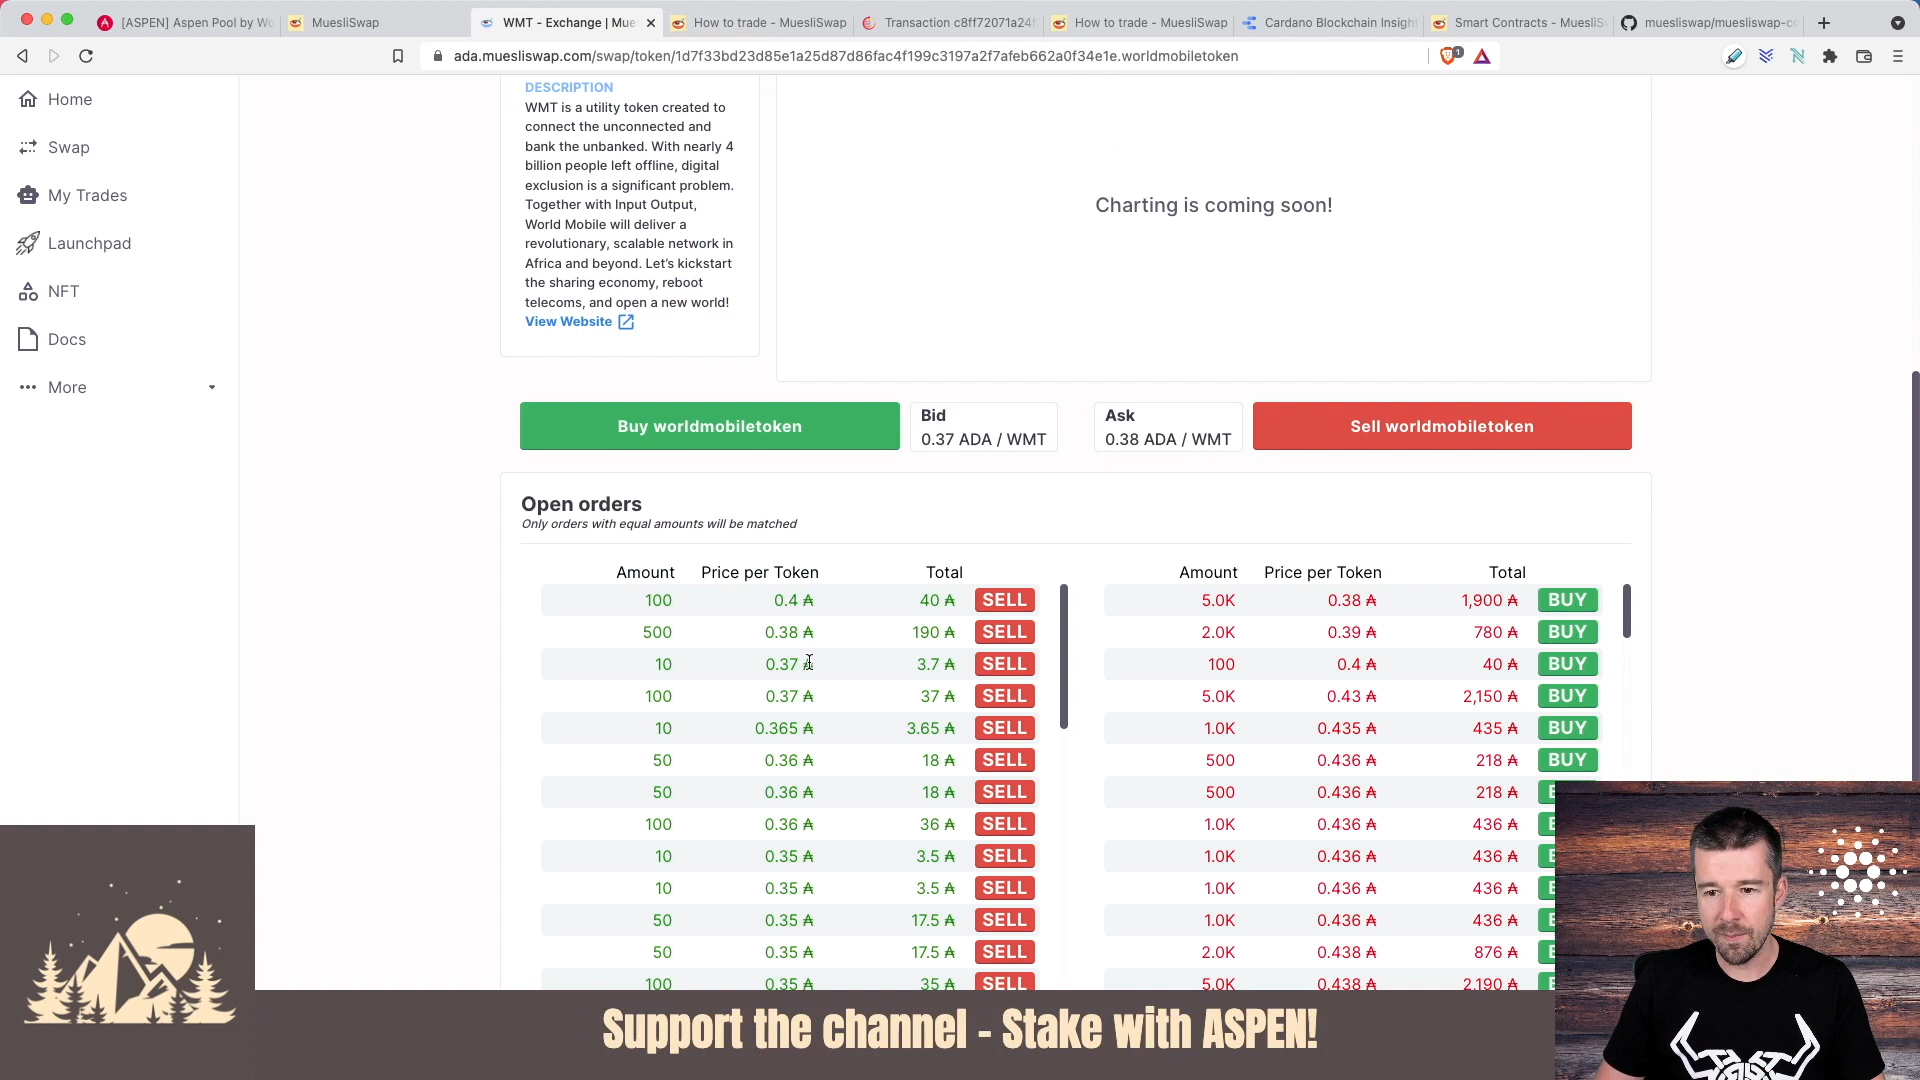 [ASPEN] Aspen Pool by Wo
MuesliSwap
WMT - Exchange | Mue
How to trade - MuesliSwap
Transaction c8ff72071a24f
How to trade - MuesliSwap
Cardano Blockchain Insight
Smart Contracts - MuesliS
muesliswap/muesliswap-co
ada.muesliswap.com/swap/token/1d7f33bd23d85e1a25d87d86fac4f199c3197a2f7afeb662a0f34e1e.worldmobiletoken
1
Home
Swap
My Trades
Launchpad
NFT
Docs
More
DESCRIPTION
WMT is a utility token created to
connect the unconnected and
bank the unbanked. With nearly 4
billion people left offline, digital
exclusion is a significant problem.
Together with Input Output,
World Mobile will deliver a
revolutionary, scalable network in
Africa and beyond. Let's kickstart
the sharing economy, reboot
telecoms, and open a new world!
View Website
Charting is coming soon!
Buy worldmobiletoken
Bid
0.37 ADA / WMT
Ask
0.38 ADA / WMT
Sell worldmobiletoken
Open orders
Only orders with equal amounts will be matched
Amount Price per Token Total
100 0.4 ₳ 40 ₳ SELL
500 0.38 ₳ 190 ₳ SELL
10 0.37 ₳ 3.7 ₳ SELL
100 0.37 ₳ 37 ₳ SELL
10 0.365 ₳ 3.65 ₳ SELL
50 0.36 ₳ 18 ₳ SELL
50 0.36 ₳ 18 ₳ SELL
100 0.36 ₳ 36 ₳ SELL
10 0.35 ₳ 3.5 ₳ SELL
10 0.35 ₳ 3.5 ₳ SELL
50 0.35 ₳ 17.5 ₳ SELL
50 0.35 ₳ 17.5 ₳ SELL
100 0.35 ₳ 35 ₳ SELL
Amount Price per Token Total
5.0K 0.38 ₳ 1,900 ₳ BUY
2.0K 0.39 ₳ 780 ₳ BUY
100 0.4 ₳ 40 ₳ BUY
5.0K 0.43 ₳ 2,150 ₳ BUY
1.0K 0.435 ₳ 435 ₳ BUY
500 0.436 ₳ 218 ₳ BUY
500 0.436 ₳ 218 ₳
1.0K 0.436 ₳ 436 ₳
1.0K 0.436 ₳ 436 ₳
1.0K 0.436 ₳ 436 ₳
1.0K 0.436 ₳ 436 ₳
2.0K 0.438 ₳ 876 ₳
5.0K 0.438 ₳ 2,190 ₳
Support the channel - Stake with ASPEN!